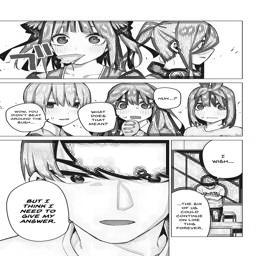 WOW, YOU
DIDN'T BEAT
AROUND THE
BUSH...
WHAT
DOES
THAT
MEAN?
HUH...?
I
WISH...
...THE SIX
OF US
COULD
CONTINUE
ON LIKE
THIS
FOREVER.
BUT I
THINK I
NEED TO
GIVE MY
ANSWER.